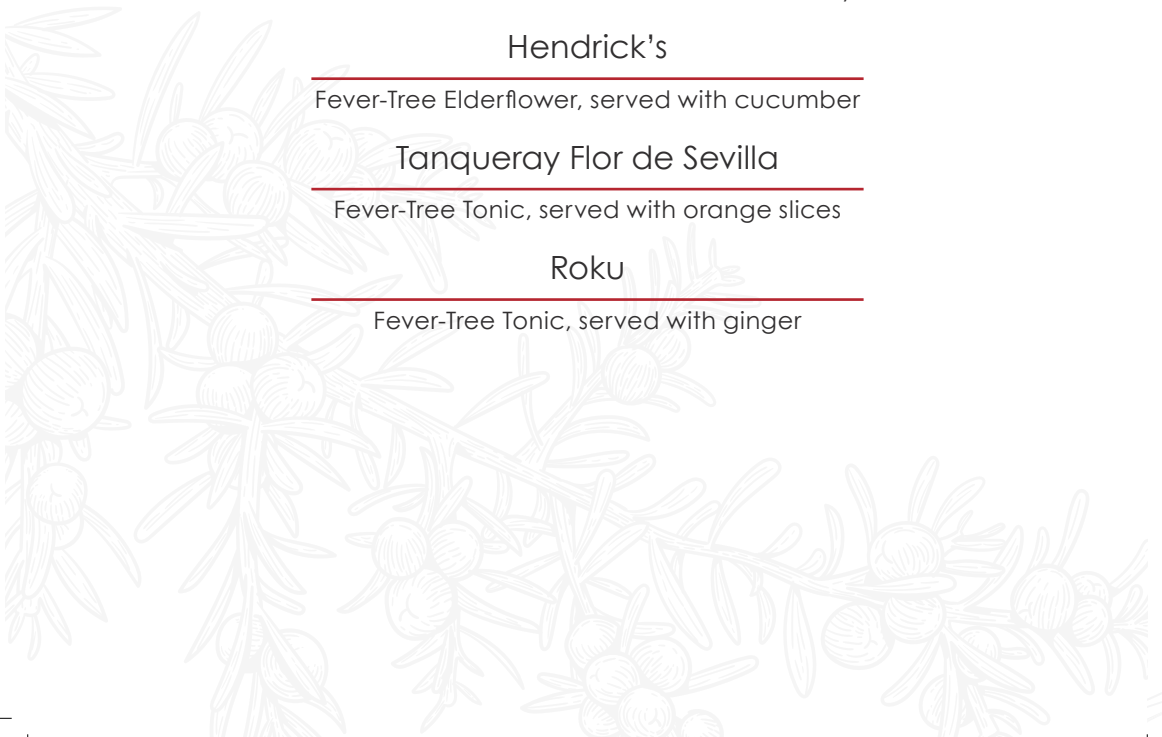 Hendrick’s
Fever-Tree Elderflower, served with cucumber
Tanqueray Flor de Sevilla
Fever-Tree Tonic, served with orange slices
Roku
Fever-Tree Tonic, served with ginger